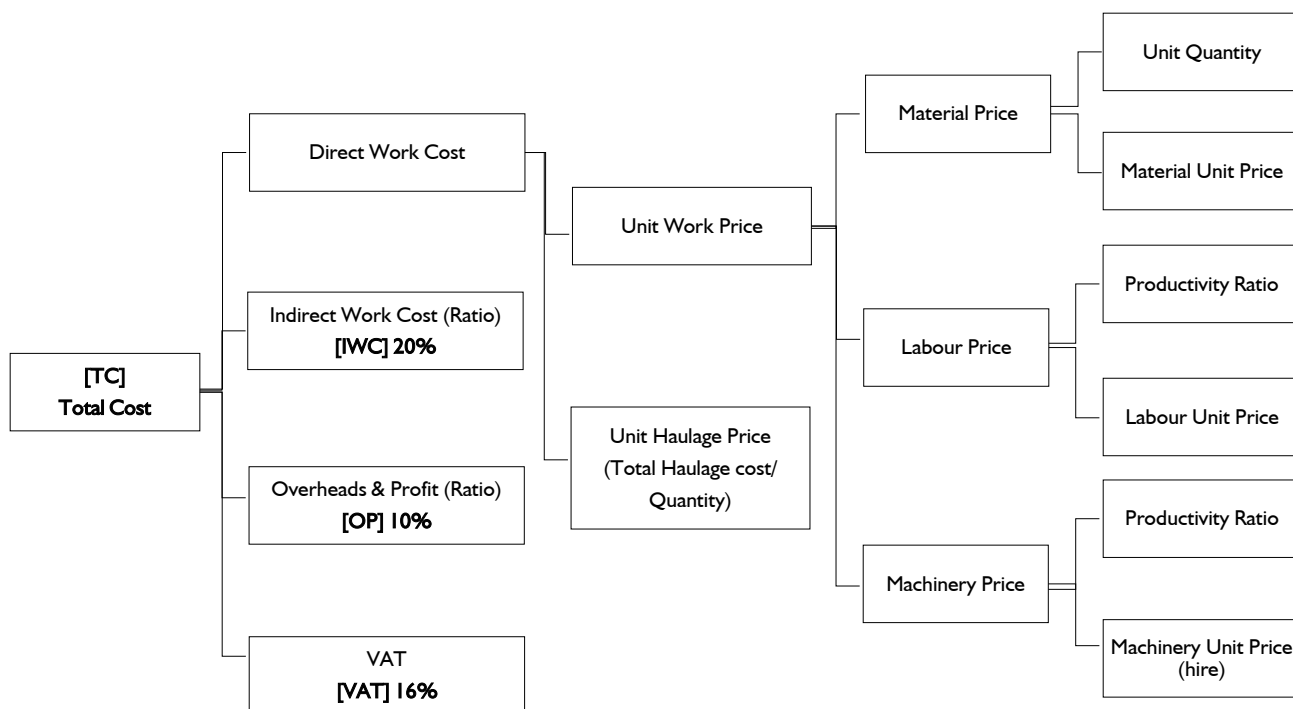 [TC]
Total Cost
Direct Work Cost
Indirect Work Cost (Ratio)
[IWC] 20%
Overheads & Profit (Ratio)
[OP] 10%
VAT
[VAT] 16%
Unit Work Price
Unit Haulage Price
(Total Haulage cost/
Quantity)
Material Price
Labour Price
Machinery Price
Unit Quantity
Material Unit Price
Productivity Ratio
Labour Unit Price
Productivity Ratio
Machinery Unit Price
(hire)